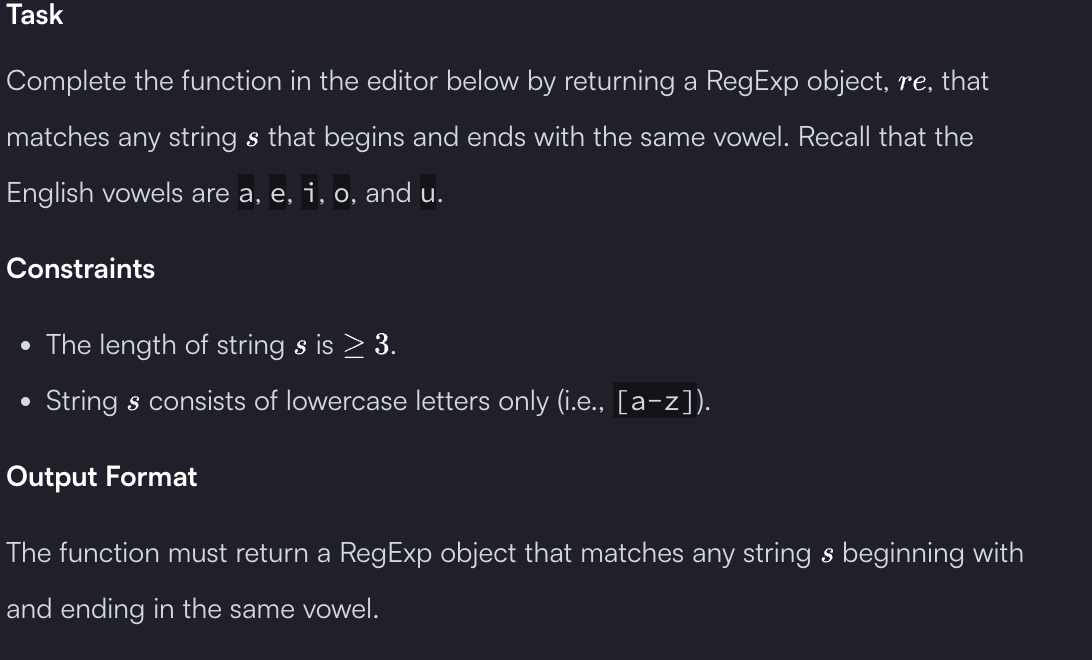 Task
Complete the function in the editor below by returning a RegExp object, re, that
matches any string s that begins and ends with the same vowel. Recall that the
English vowels are a, e, i, o, and u.
Constraints
• The length of string s is ≥ 3.
• String s consists of lowercase letters only (i.e., [a-z]).
Output Format
The function must return a RegExp object that matches any string s beginning with
and ending in the same vowel.